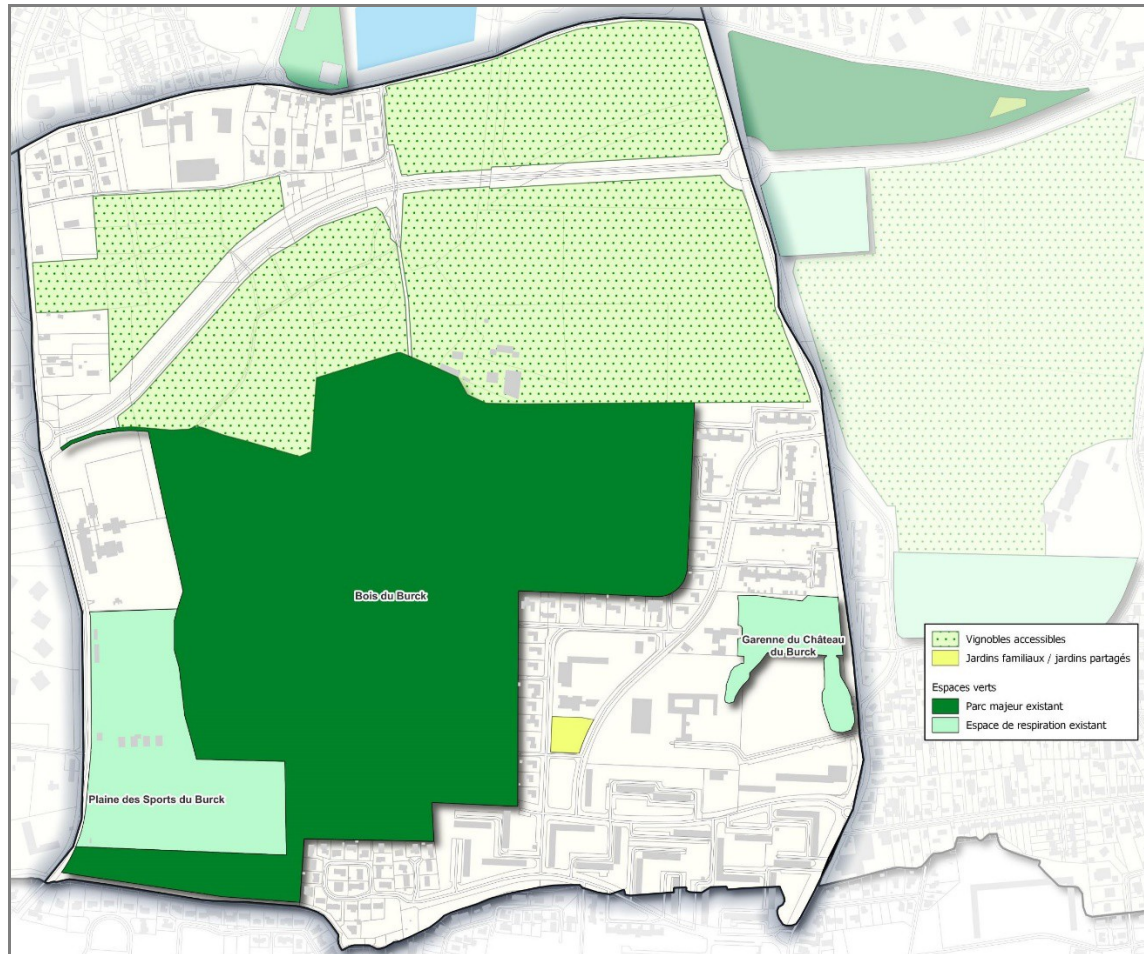 Bois du Burck
Garenne du Château
du Burck
Plaine des Sports du Burck
Vignobles accessibles
Jardins familiaux / jardins partagés
Espaces verts
Parc majeur existant
Espace de respiration existant